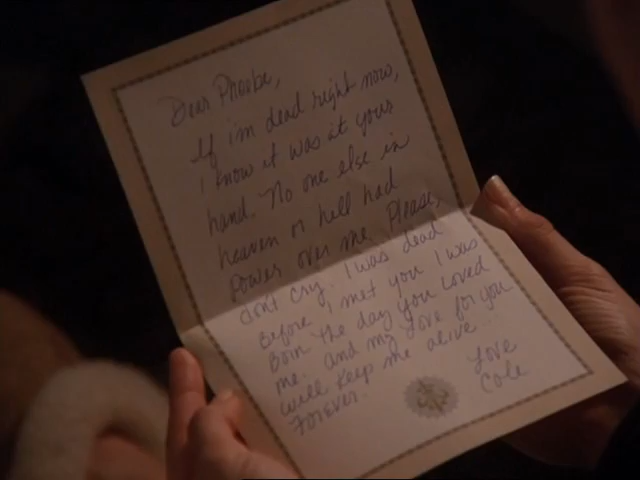 Dear Phoebe,
If im dead right now,
I know it was at your
hand. No one else in
heaven or hell had
power over me. Please,
dont cry. I was dead
before I met you I was
born the day you loved
me. and my love for you
will keep me alive..
Forever.
Love
Cole